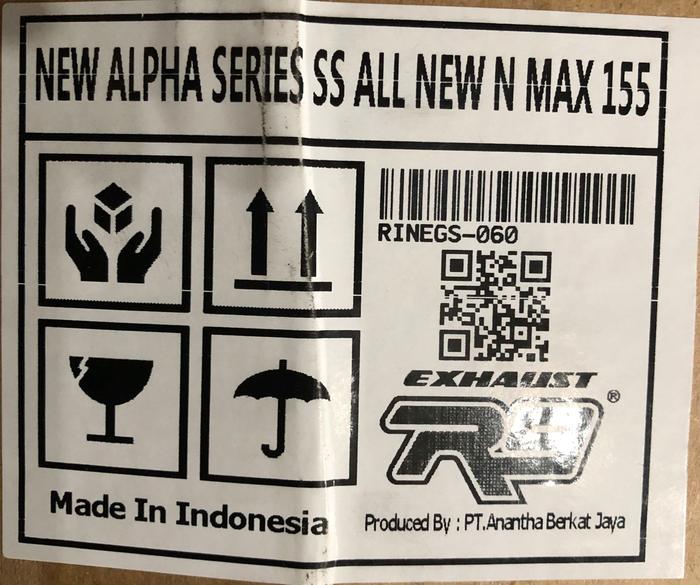 NEW ALPHA SERIES SS ALL NEW N MAX 155
RINEGS-060
EXHAUST
R9®
Made In Indonesia
Produced By : PT.Anantha Berkat Jaya